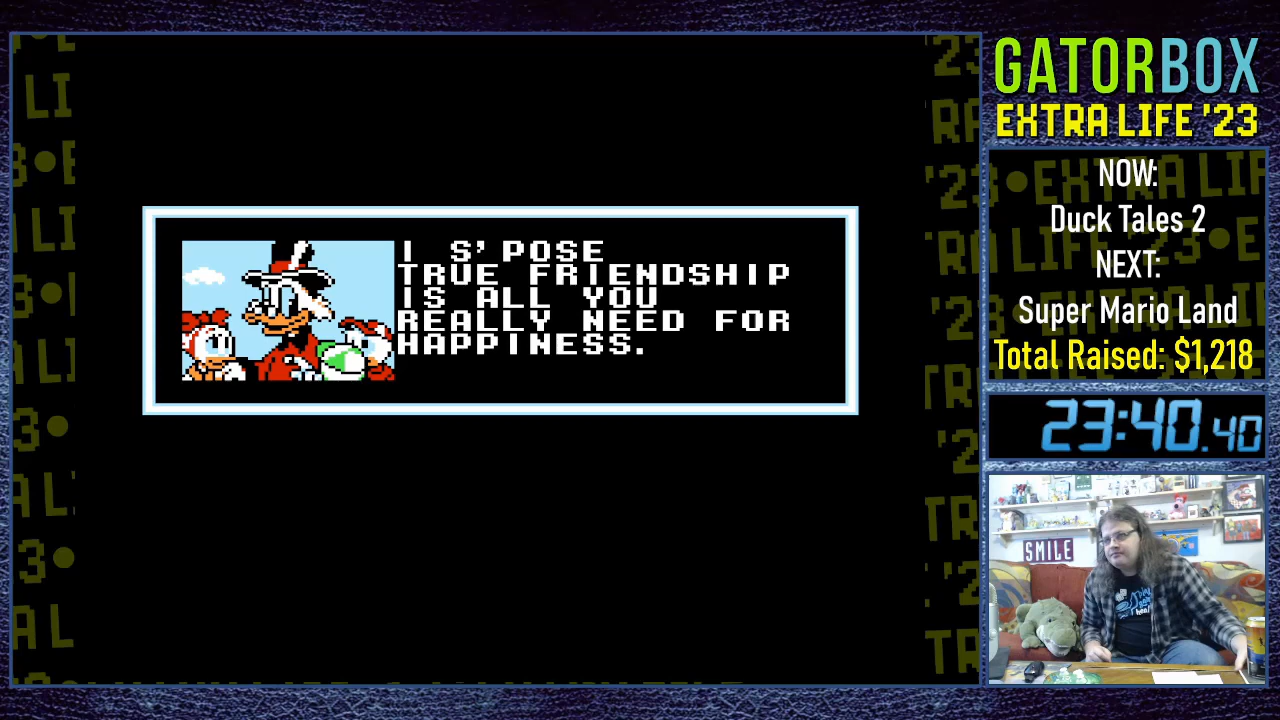 I S'POSE
TRUE FRIENDSHIP
IS ALL YOU
REALLY NEED FOR
HAPPINESS.
GATORBOX
EXTRA LIFE '23
NOW:
Duck Tales 2
NEXT:
Super Mario Land
Total Raised: $1,218
23:40.40
SMILE